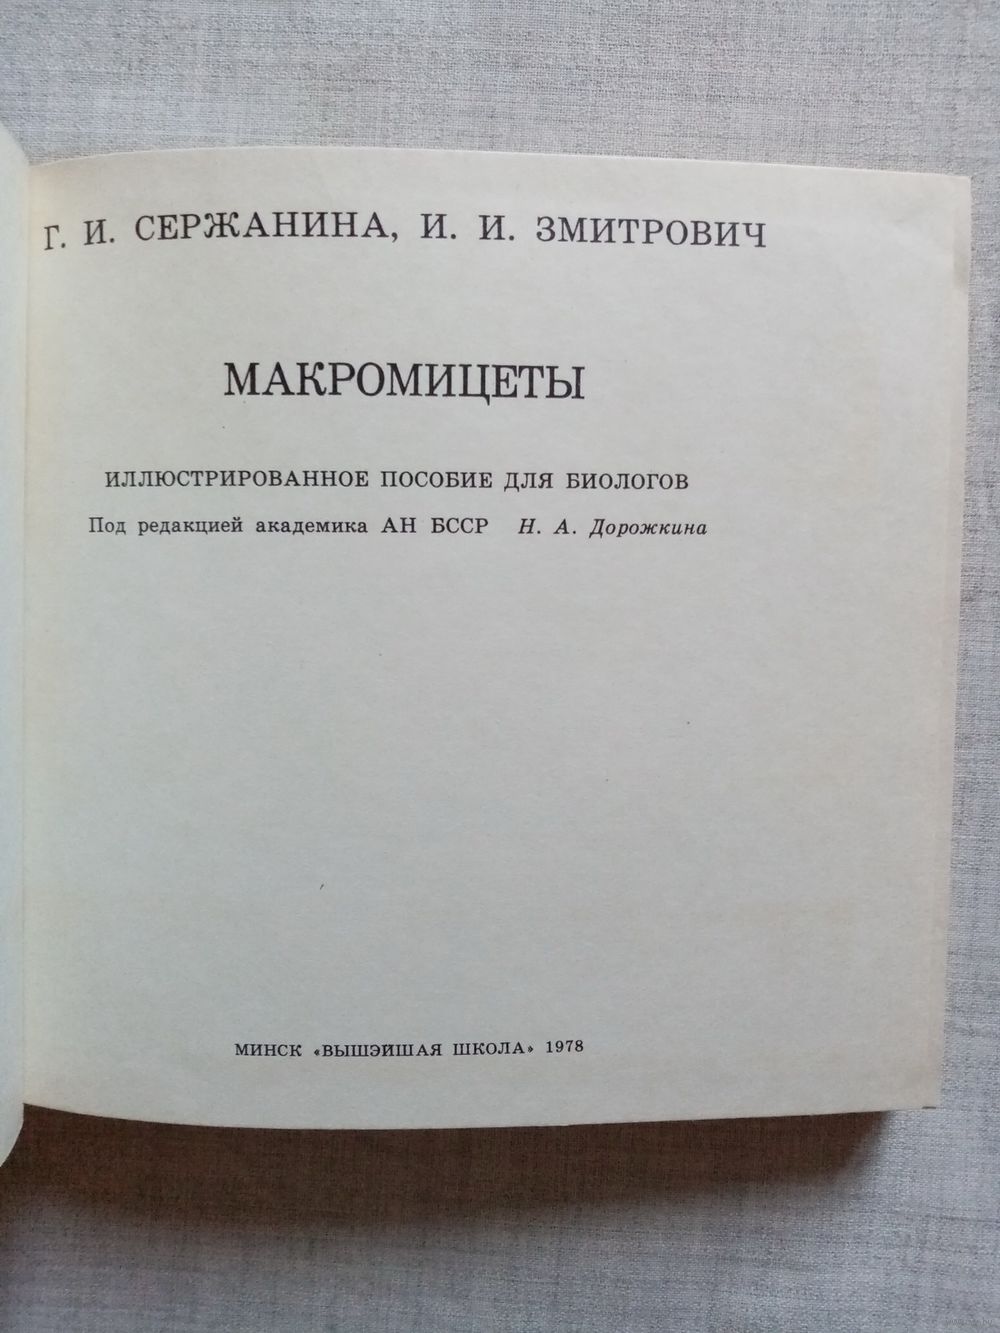 Г. И. СЕРЖАНИНА, И. И. ЗМИТРОВИЧ
МАКРОМИЦЕТЫ
ИЛЛЮСТРИРОВАННОЕ ПОСОБИЕ ДЛЯ БИОЛОГОВ
Под редакцией академика АН БССР Н. А. Дорожкина
МИНСК «ВЫШЭЙШАЯ ШКОЛА» 1978